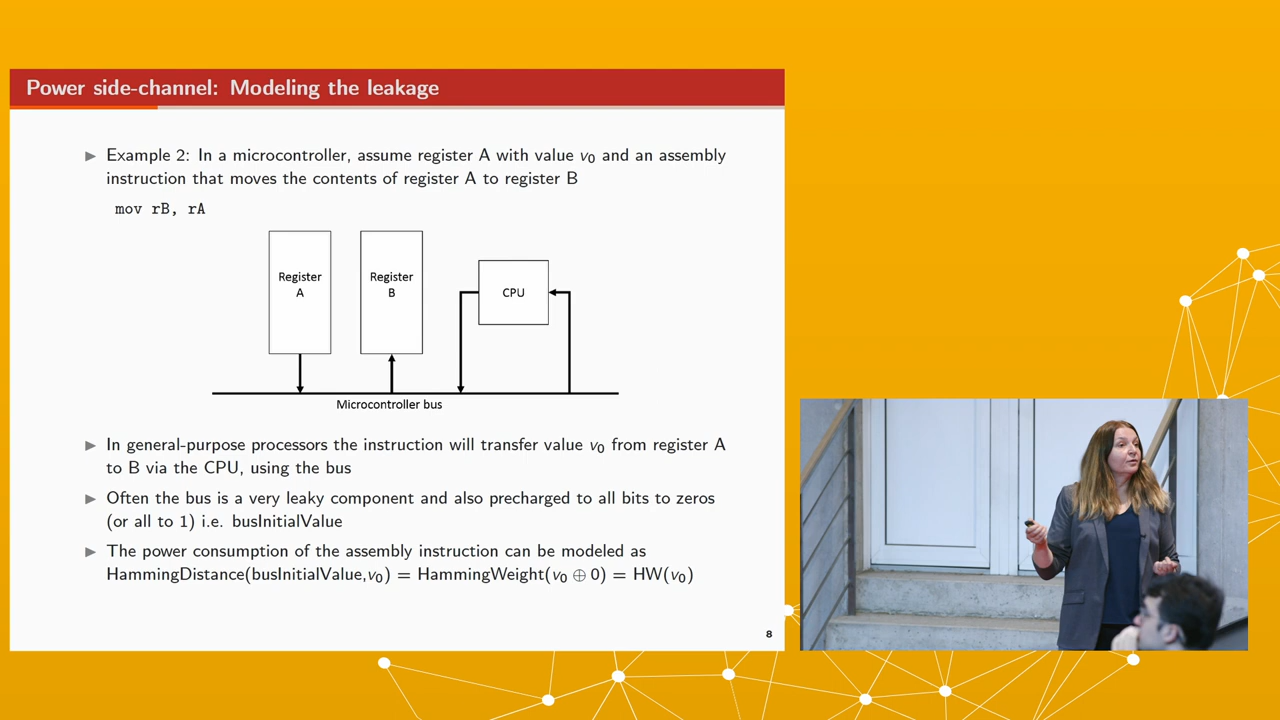 Power side-channel: Modeling the leakage
▶ Example 2: In a microcontroller, assume register A with value v₀ and an assembly
instruction that moves the contents of register A to register B
mov rB, rA
Register
A
Register
B
CPU
Microcontroller bus
▶ In general-purpose processors the instruction will transfer value v₀ from register A
to B via the CPU, using the bus
▶ Often the bus is a very leaky component and also precharged to all bits to zeros
(or all to 1) i.e. busInitialValue
▶ The power consumption of the assembly instruction can be modeled as
HammingDistance(busInitialValue,v₀) = HammingWeight(v₀ ⊕ 0) = HW(v₀)
8